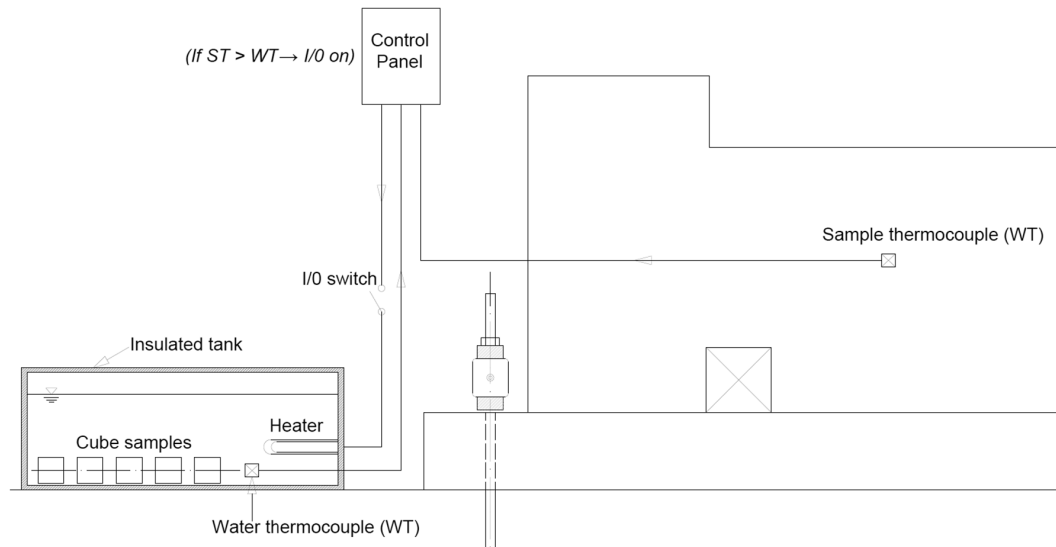 Control
Panel
(If ST > WT→ I/0 on)
Sample thermocouple (WT)
I/0 switch
Insulated tank
Heater
Cube samples
Water thermocouple (WT)